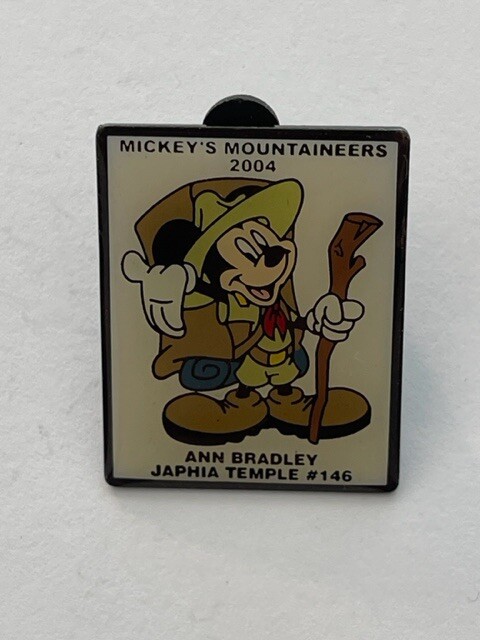 MICKEY'S MOUNTAINEERS
2004
ANN BRADLEY
JAPHIA TEMPLE #146